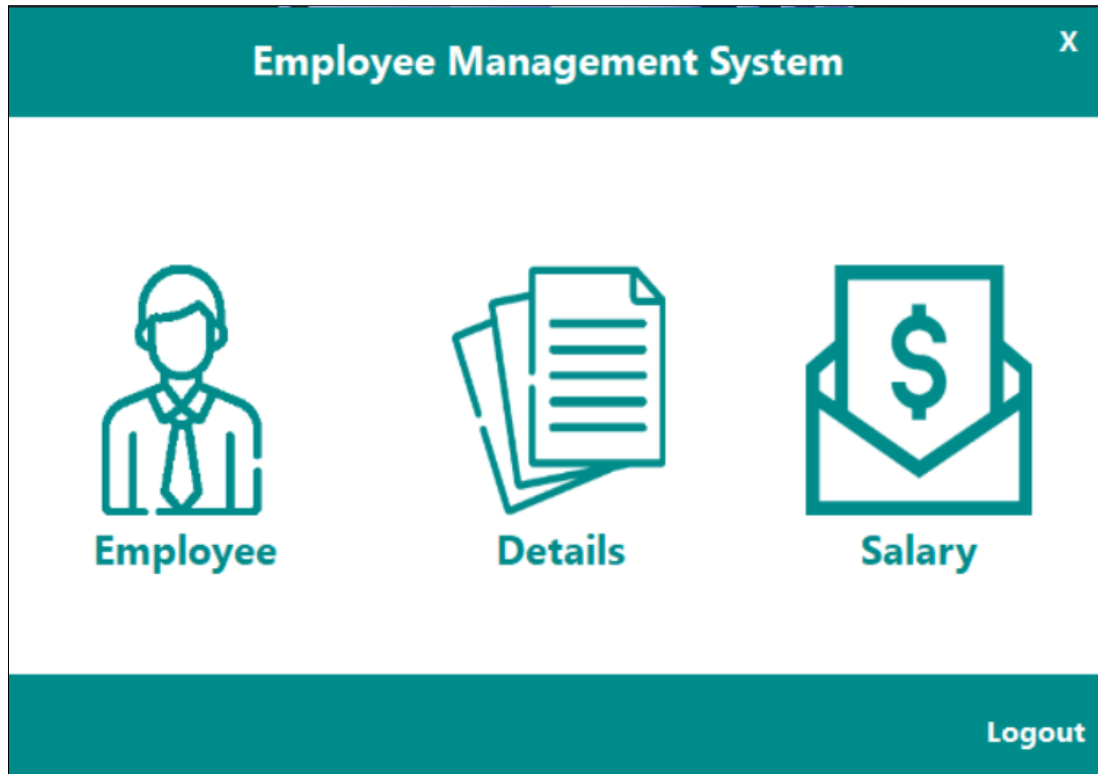 Employee Management System
X
Employee
Details
Salary
$
Logout